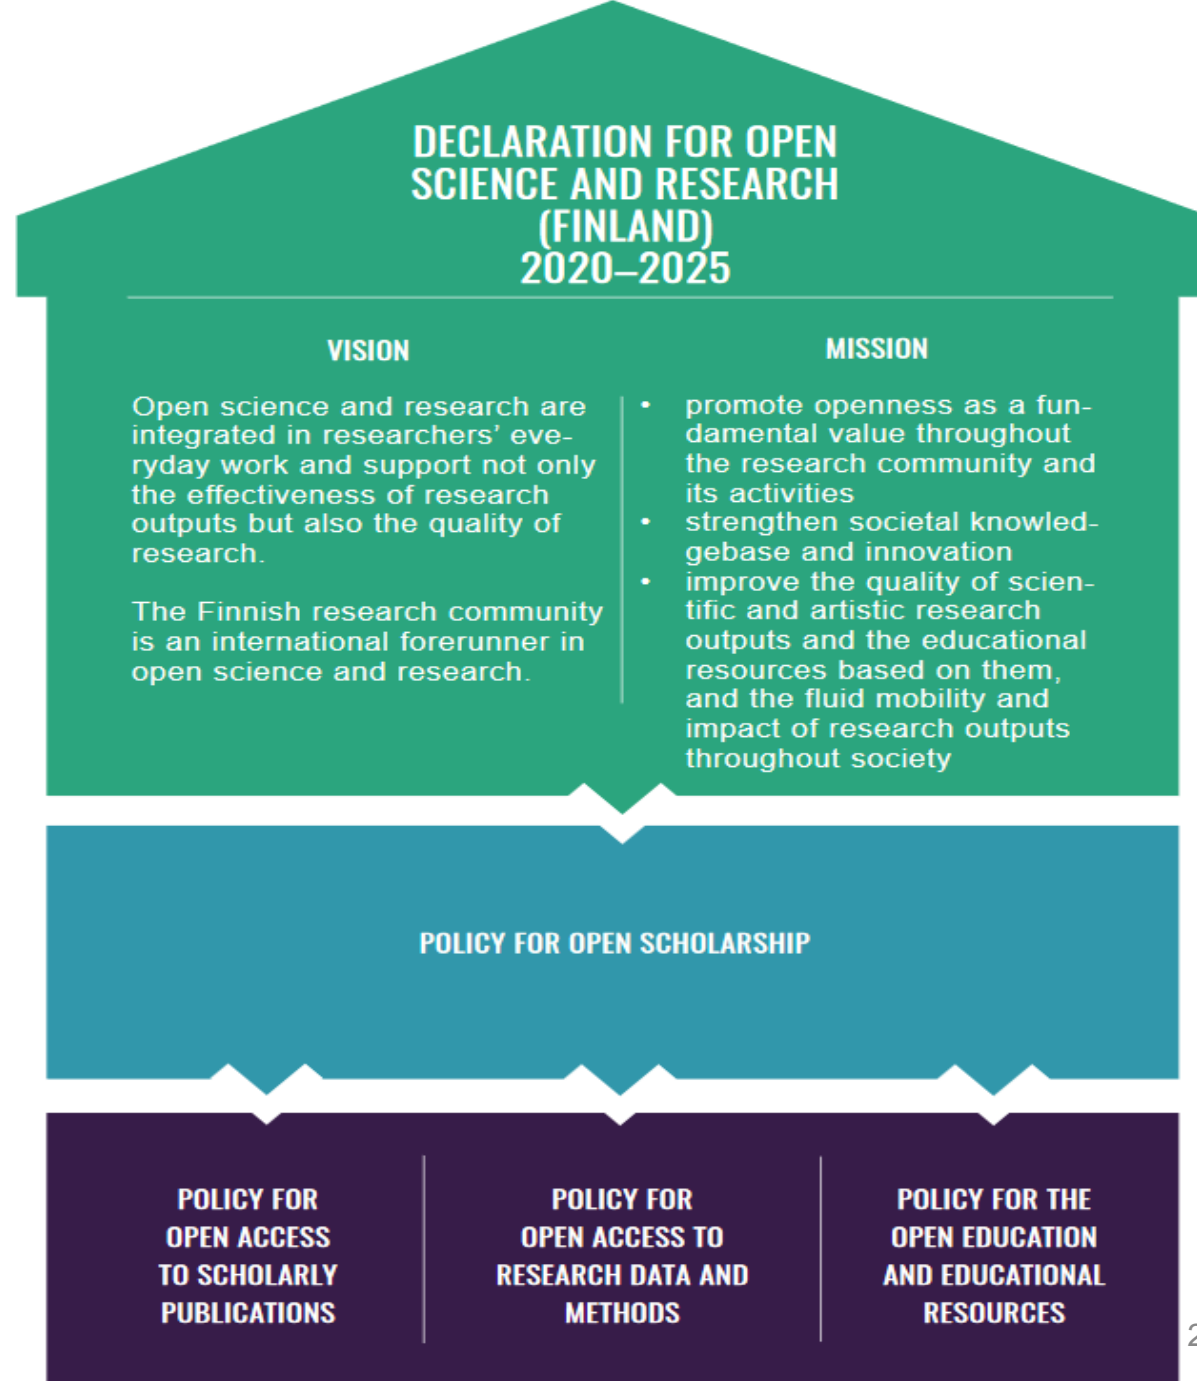 DECLARATION FOR OPEN
SCIENCE AND RESEARCH
(FINLAND)
2020–2025
VISION
Open science and research are
integrated in researchers’ eve-
ryday work and support not only
the effectiveness of research
outputs but also the quality of
research.
The Finnish research community
is an international forerunner in
open science and research.
MISSION
• promote openness as a fun-
damental value throughout
the research community and
its activities
• strengthen societal knowled-
gebase and innovation
• improve the quality of scien-
tific and artistic research
outputs and the educational
resources based on them,
and the fluid mobility and
impact of research outputs
throughout society
POLICY FOR OPEN SCHOLARSHIP
POLICY FOR
OPEN ACCESS
TO SCHOLARLY
PUBLICATIONS
POLICY FOR
OPEN ACCESS TO
RESEARCH DATA AND
METHODS
POLICY FOR THE
OPEN EDUCATION
AND EDUCATIONAL
RESOURCES